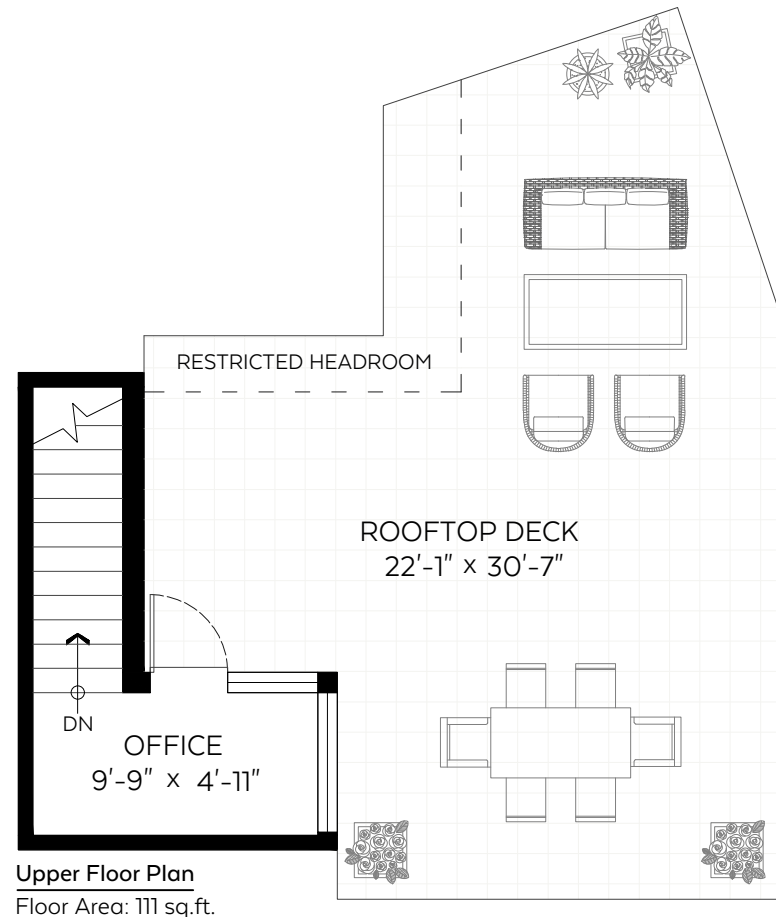 RESTRICTED HEADROOM
ROOFTOP DECK
22'-1" x 30'-7"
DN
OFFICE
9'-9" x 4'-11"
Upper Floor Plan
Floor Area: 111 sq.ft.